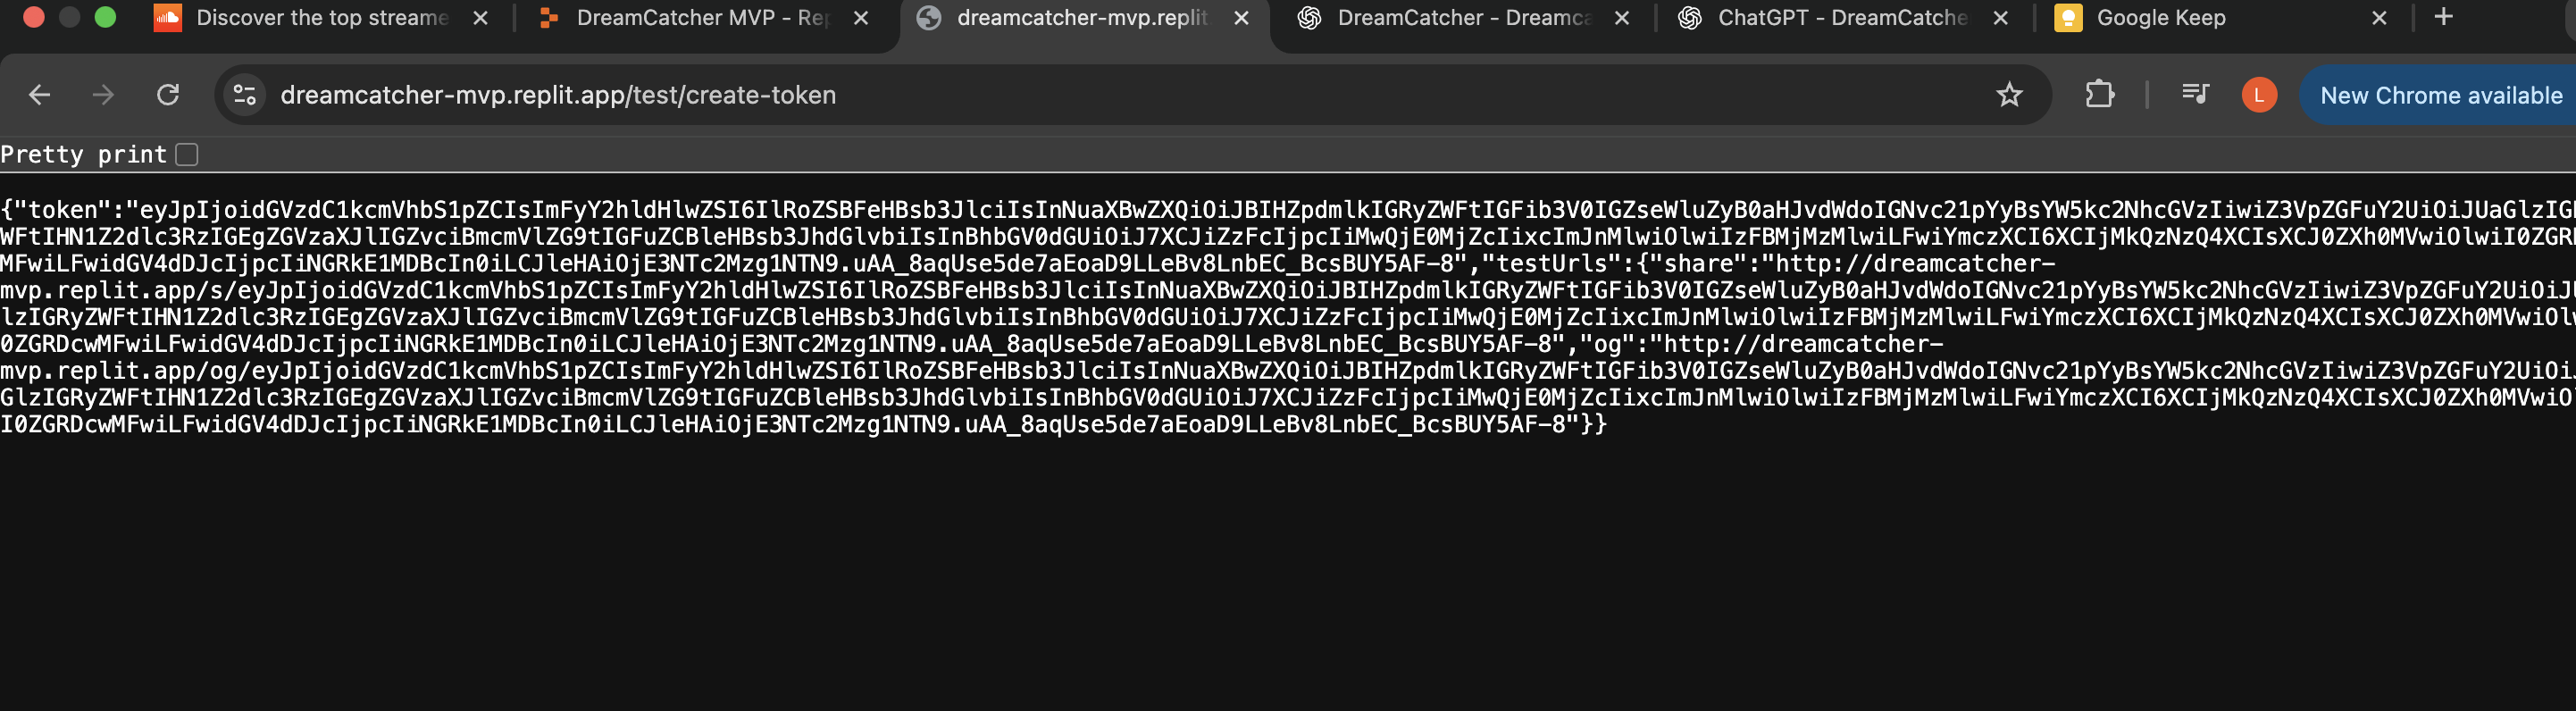 Discover the top streame
DreamCatcher MVP - Rep
dreamcatcher-mvp.replit
DreamCatcher - Dreamca
ChatGPT - DreamCatche
Google Keep
dreamcatcher-mvp.replit.app/test/create-token
L
New Chrome available
Pretty print
{"token":"eyJpIjoidGVzdC1kcmVhbS1pZCIsImFyY2hldHlwZSI6IlRoZSBFeHBsb3JlciIsInNuaXBwZXQiOiJBIHZpdmlkIGRyZWFtIGFib3V0IGZseWluZyB0aHJvdWdoIGNvc21pYyBsYW5kc2NhcGVzIiwiZ3VpZGFuY2UiOiJUaGlzIGR
WFtIHN1Z2dlc3RzIGEgZGVzaXJlIGZvciBmcmVlZG9tIGFuZCBleHBsb3JhdGlvbiIsInBhbGV0dGUiOiJ7XCJiZzFcIjpcIiMwQjE0MjZcIixcImJnMlwiOlwiIzFBMjMzMlwiLFwiYmczXCI6XCIjMkQzNzQ4XCIsXCJ0ZXh0MVwiOlwiI0ZGR
MFwiLFwidGV4dDJcIjpcIiNGRkE1MDBcIn0iLCJleHAiOjE3NTc2Mzg1NTN9.uAA_8aqUse5de7aEoaD9LLeBv8LnbEC_BcsBUY5AF-8","testUrls":{"share":"http://dreamcatcher-
mvp.replit.app/s/eyJpIjoidGVzdC1kcmVhbS1pZCIsImFyY2hldHlwZSI6IlRoZSBFeHBsb3JlciIsInNuaXBwZXQiOiJBIHZpdmlkIGRyZWFtIGFib3V0IGZseWluZyB0aHJvdWdoIGNvc21pYyBsYW5kc2NhcGVzIiwiZ3VpZGFuY2UiOiJU
lzIGRyZWFtIHN1Z2dlc3RzIGEgZGVzaXJlIGZvciBmcmVlZG9tIGFuZCBleHBsb3JhdGlvbiIsInBhbGV0dGUiOiJ7XCJiZzFcIjpcIiMwQjE0MjZcIixcImJnMlwiOlwiIzFBMjMzMlwiLFwiYmczXCI6XCIjMkQzNzQ4XCIsXCJ0ZXh0MVwiOlw
0ZGRDcwMFwiLFwidGV4dDJcIjpcIiNGRkE1MDBcIn0iLCJleHAiOjE3NTc2Mzg1NTN9.uAA_8aqUse5de7aEoaD9LLeBv8LnbEC_BcsBUY5AF-8","og":"http://dreamcatcher-
mvp.replit.app/og/eyJpIjoidGVzdC1kcmVhbS1pZCIsImFyY2hldHlwZSI6IlRoZSBFeHBsb3JlciIsInNuaXBwZXQiOiJBIHZpdmlkIGRyZWFtIGFib3V0IGZseWluZyB0aHJvdWdoIGNvc21pYyBsYW5kc2NhcGVzIiwiZ3VpZGFuY2UiOiJ
GlzIGRyZWFtIHN1Z2dlc3RzIGEgZGVzaXJlIGZvciBmcmVlZG9tIGFuZCBleHBsb3JhdGlvbiIsInBhbGV0dGUiOiJ7XCJiZzFcIjpcIiMwQjE0MjZcIixcImJnMlwiOlwiIzFBMjMzMlwiLFwiYmczXCI6XCIjMkQzNzQ4XCIsXCJ0ZXh0MVwiO
I0ZGRDcwMFwiLFwidGV4dDJcIjpcIiNGRkE1MDBcIn0iLCJleHAiOjE3NTc2Mzg1NTN9.uAA_8aqUse5de7aEoaD9LLeBv8LnbEC_BcsBUY5AF-8"}}